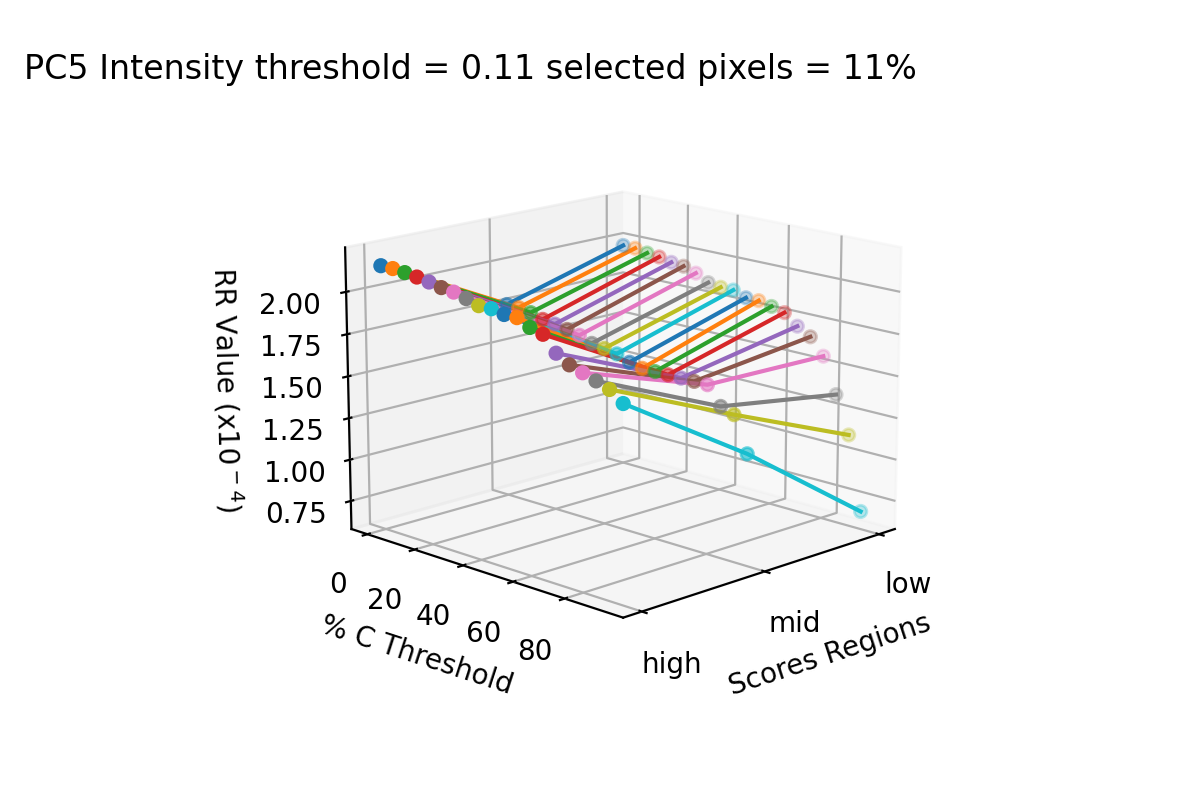 PC5 Intensity threshold = 0.11 selected pixels = 11%
RR Value (x10⁻⁴)
2.00
1.75
1.50
1.25
1.00
0.75
0
20
40
60
80
% C Threshold
high
mid
low
Scores Regions